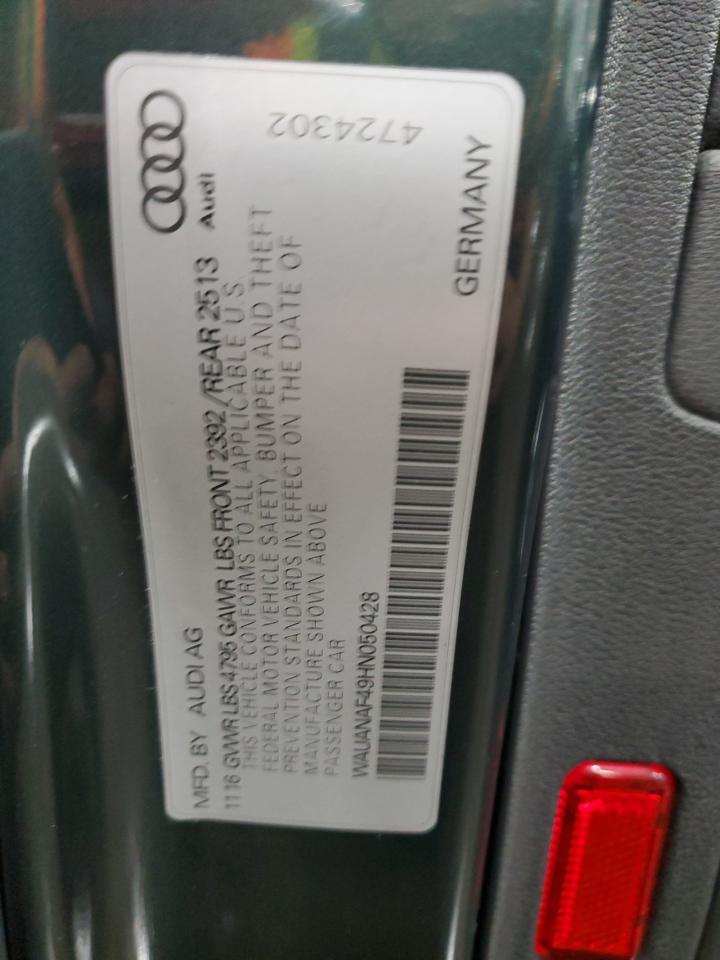 Audi
MFD. BY AUDI AG
11 16 GVWR LBS 4795 GAWR LBS FRONT 2392 /REAR 2513
THIS VEHICLE CONFORMS TO ALL APPLICABLE U.S
FEDERAL MOTOR VEHICLE SAFETY, BUMPER AND THEFT
PREVENTION STANDARDS IN EFFECT ON THE DATE OF
MANUFACTURE SHOWN ABOVE
PASSENGER CAR
WAUANAF49HN050428
GERMANY
4724302